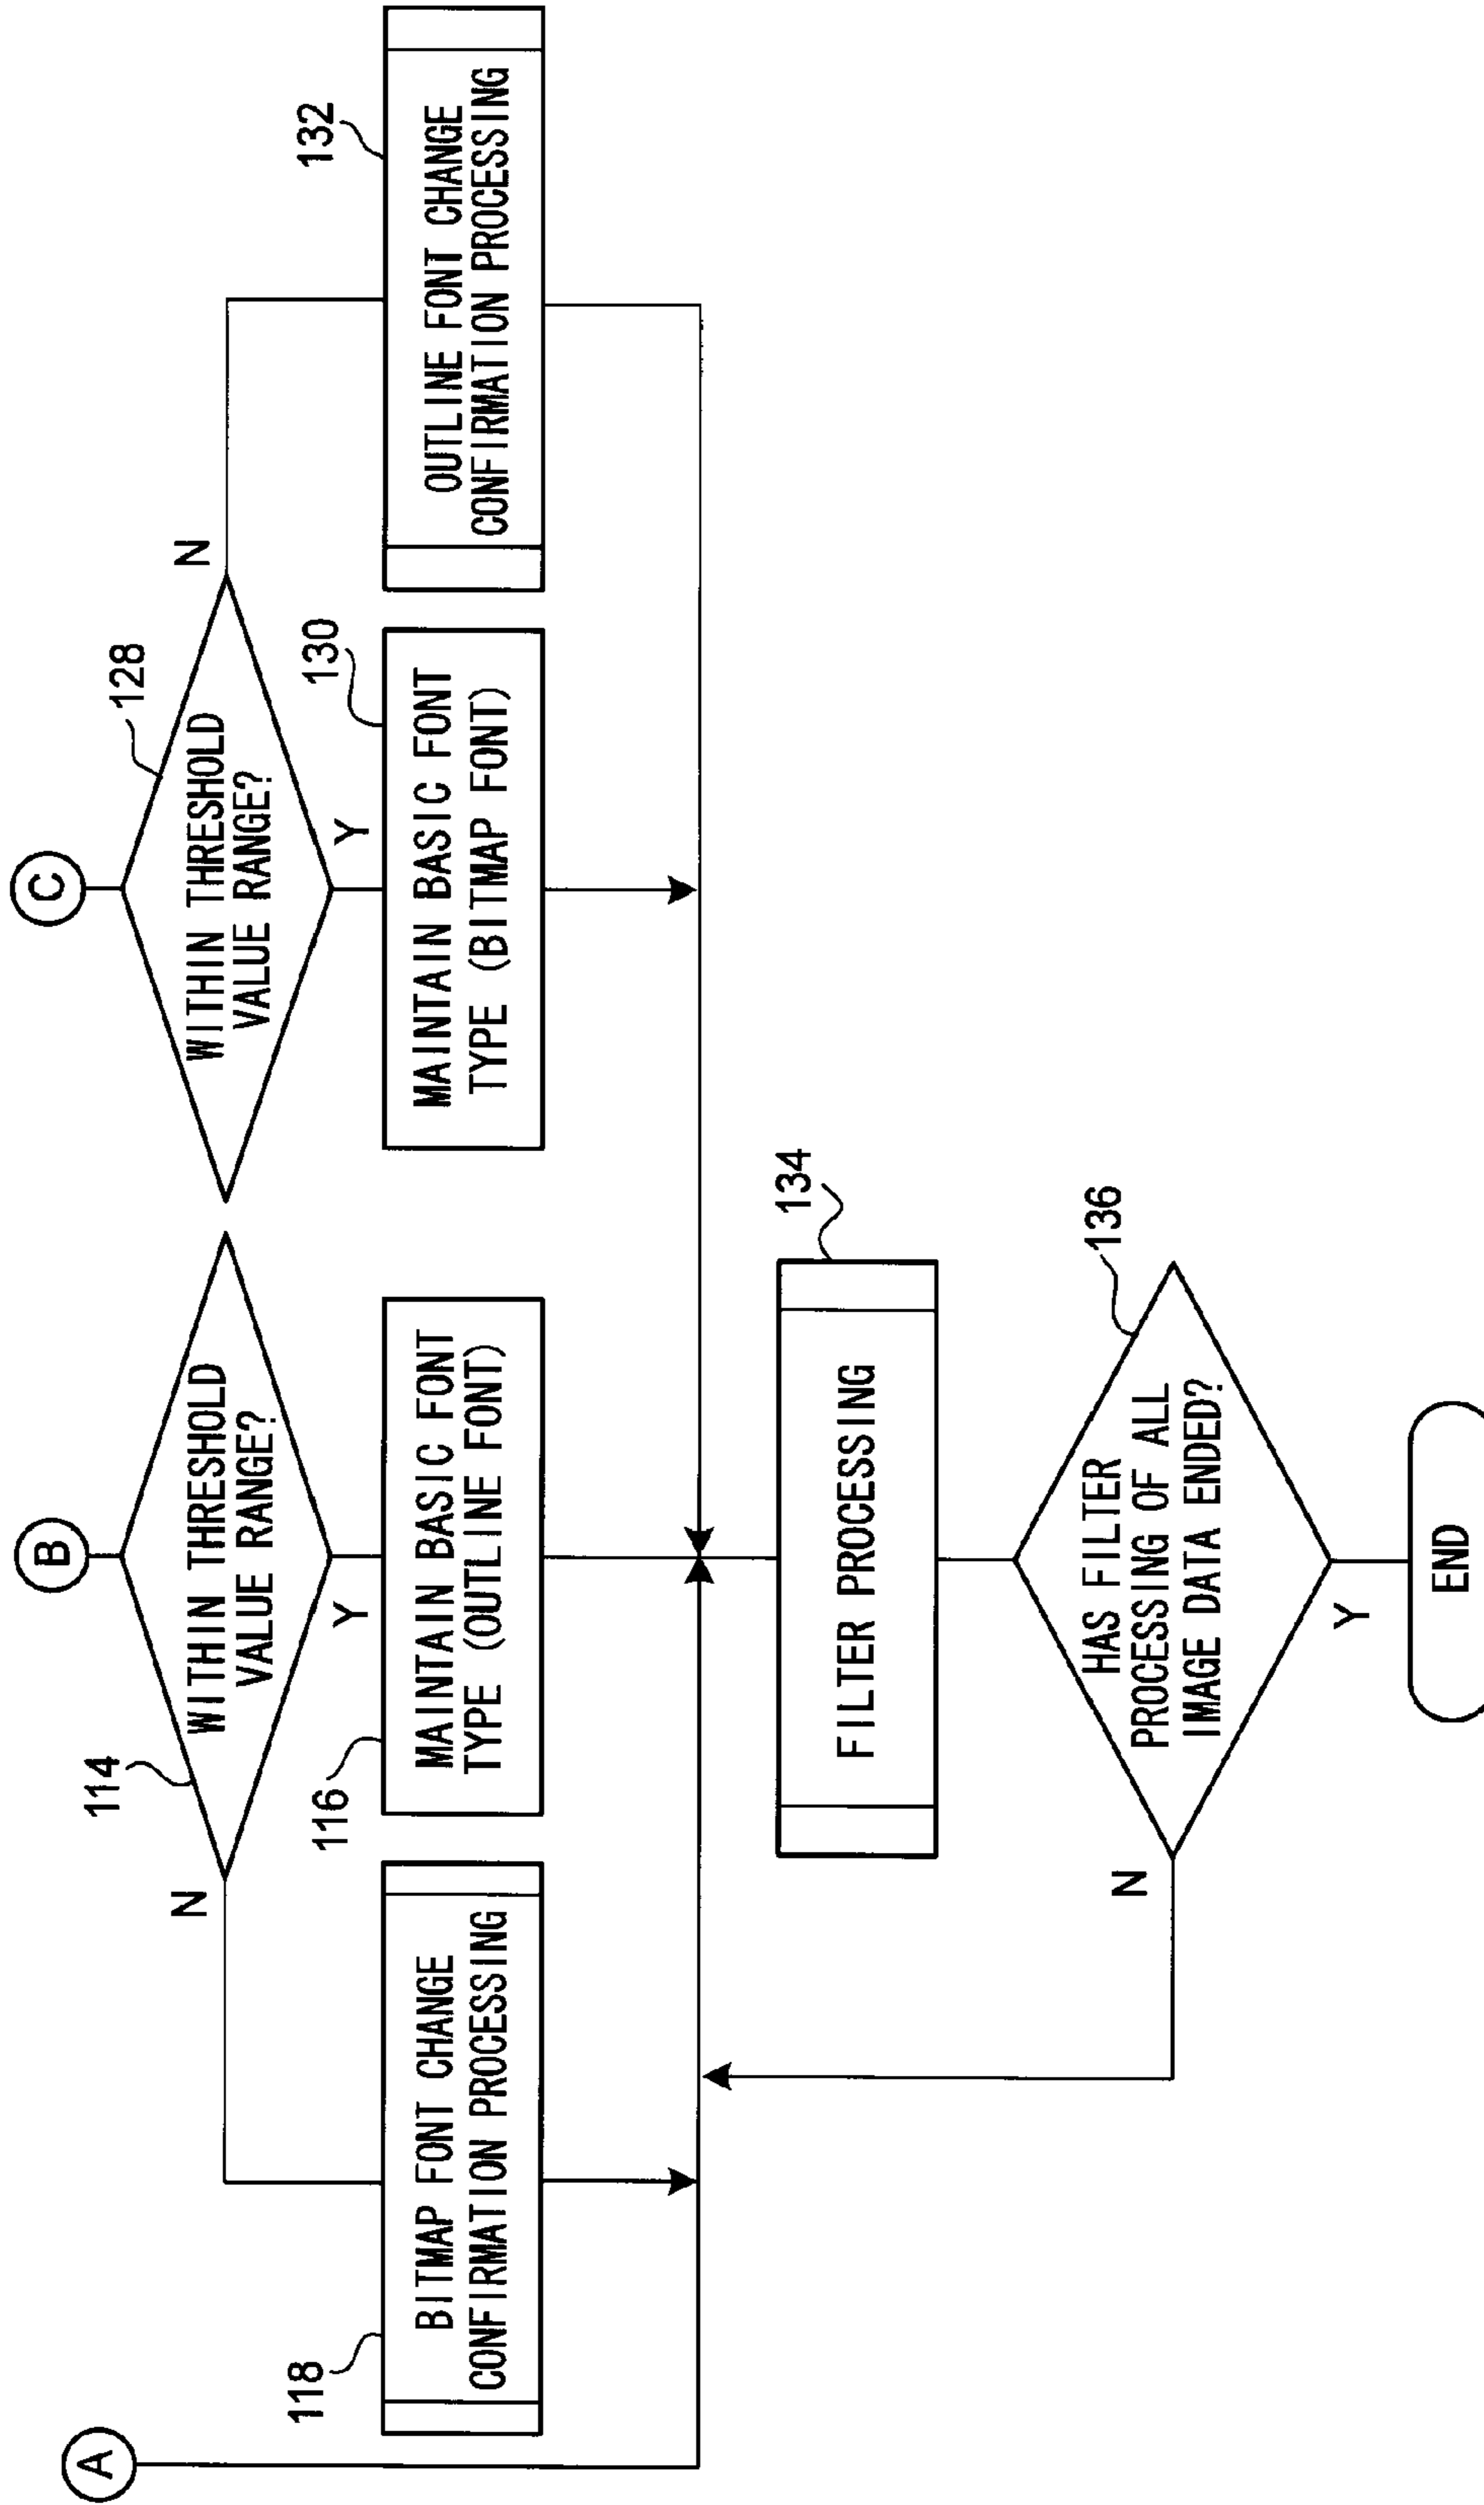 A
B
C
114
WITHIN THRESHOLD
VALUE RANGE?
N
Y
128
WITHIN THRESHOLD
VALUE RANGE?
N
Y
118
BITMAP FONT CHANGE
CONFIRMATION PROCESSING
116
MAINTAIN BASIC FONT
TYPE (OUTLINE FONT)
130
MAINTAIN BASIC FONT
TYPE (BITMAP FONT)
132
OUTLINE FONT CHANGE
CONFIRMATION PROCESSING
134
FILTER PROCESSING
136
HAS FILTER
PROCESSING OF ALL
IMAGE DATA ENDED?
N
Y
END